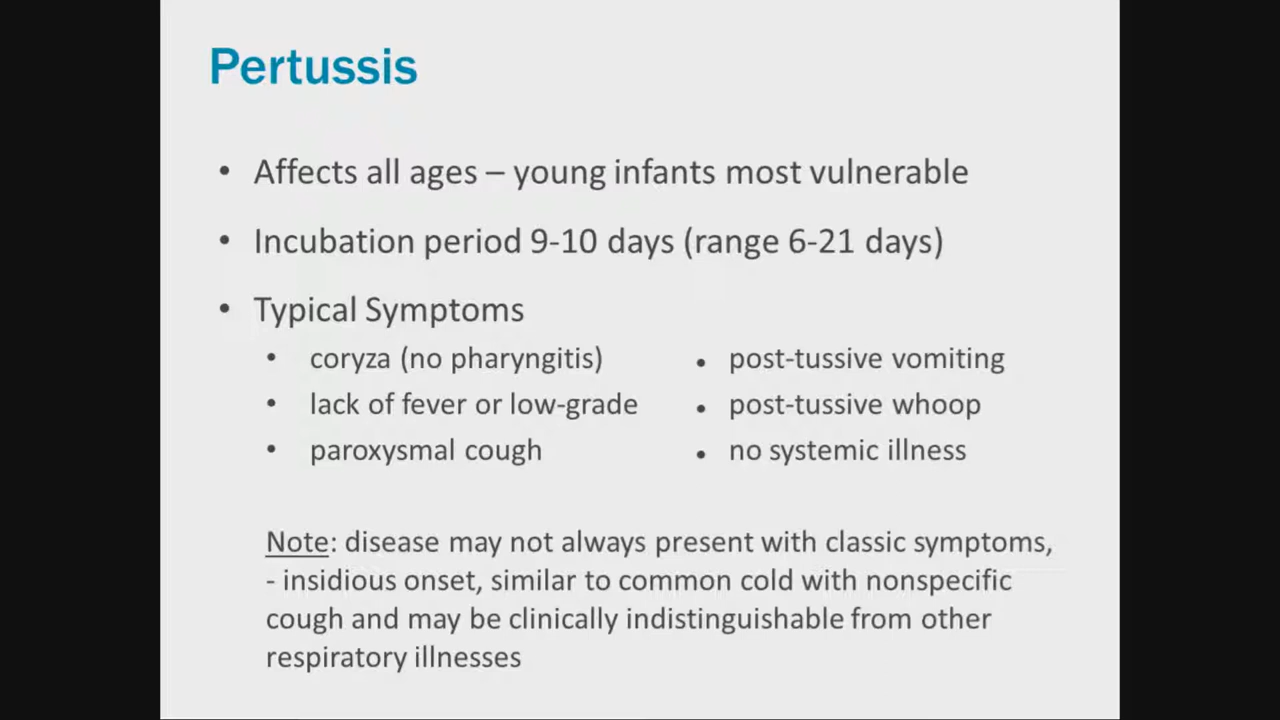 Pertussis
• Affects all ages – young infants most vulnerable
• Incubation period 9-10 days (range 6-21 days)
• Typical Symptoms
• coryza (no pharyngitis)
• lack of fever or low-grade
• paroxysmal cough
• post-tussive vomiting
• post-tussive whoop
• no systemic illness
Note: disease may not always present with classic symptoms,
- insidious onset, similar to common cold with nonspecific
cough and may be clinically indistinguishable from other
respiratory illnesses